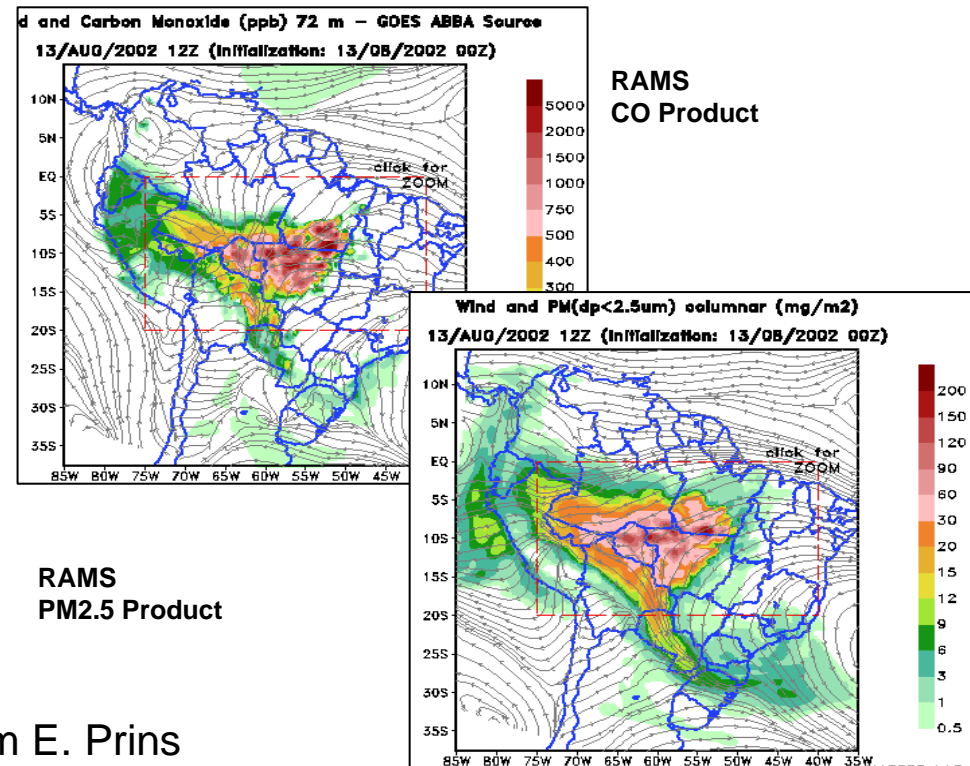 d and Carbon Monoxide (ppb) 72 m – GOES ABBA Source
13/AUG/2002 12Z (Initialization: 13/08/2002 00Z)
10N
5N
EQ
5S
10S
15S
20S
25S
30S
35S
85W 80W 75W 70W 65W 60W 55W 50W 45W
click for
ZOOM
5000
2000
1500
1000
750
500
400
300
RAMS
CO Product
Wind and PM(dp<2.5um) columnar (mg/m2)
13/AUG/2002 12Z (Initialization: 13/08/2002 00Z)
10N
5N
EQ
5S
10S
15S
20S
25S
30S
35S
85W 80W 75W 70W 65W 60W 55W 50W 45W 40W 35W
click for
ZOOM
200
150
120
90
60
30
20
15
12
9
6
3
1
0.5
RAMS
PM2.5 Product
m E. Prins